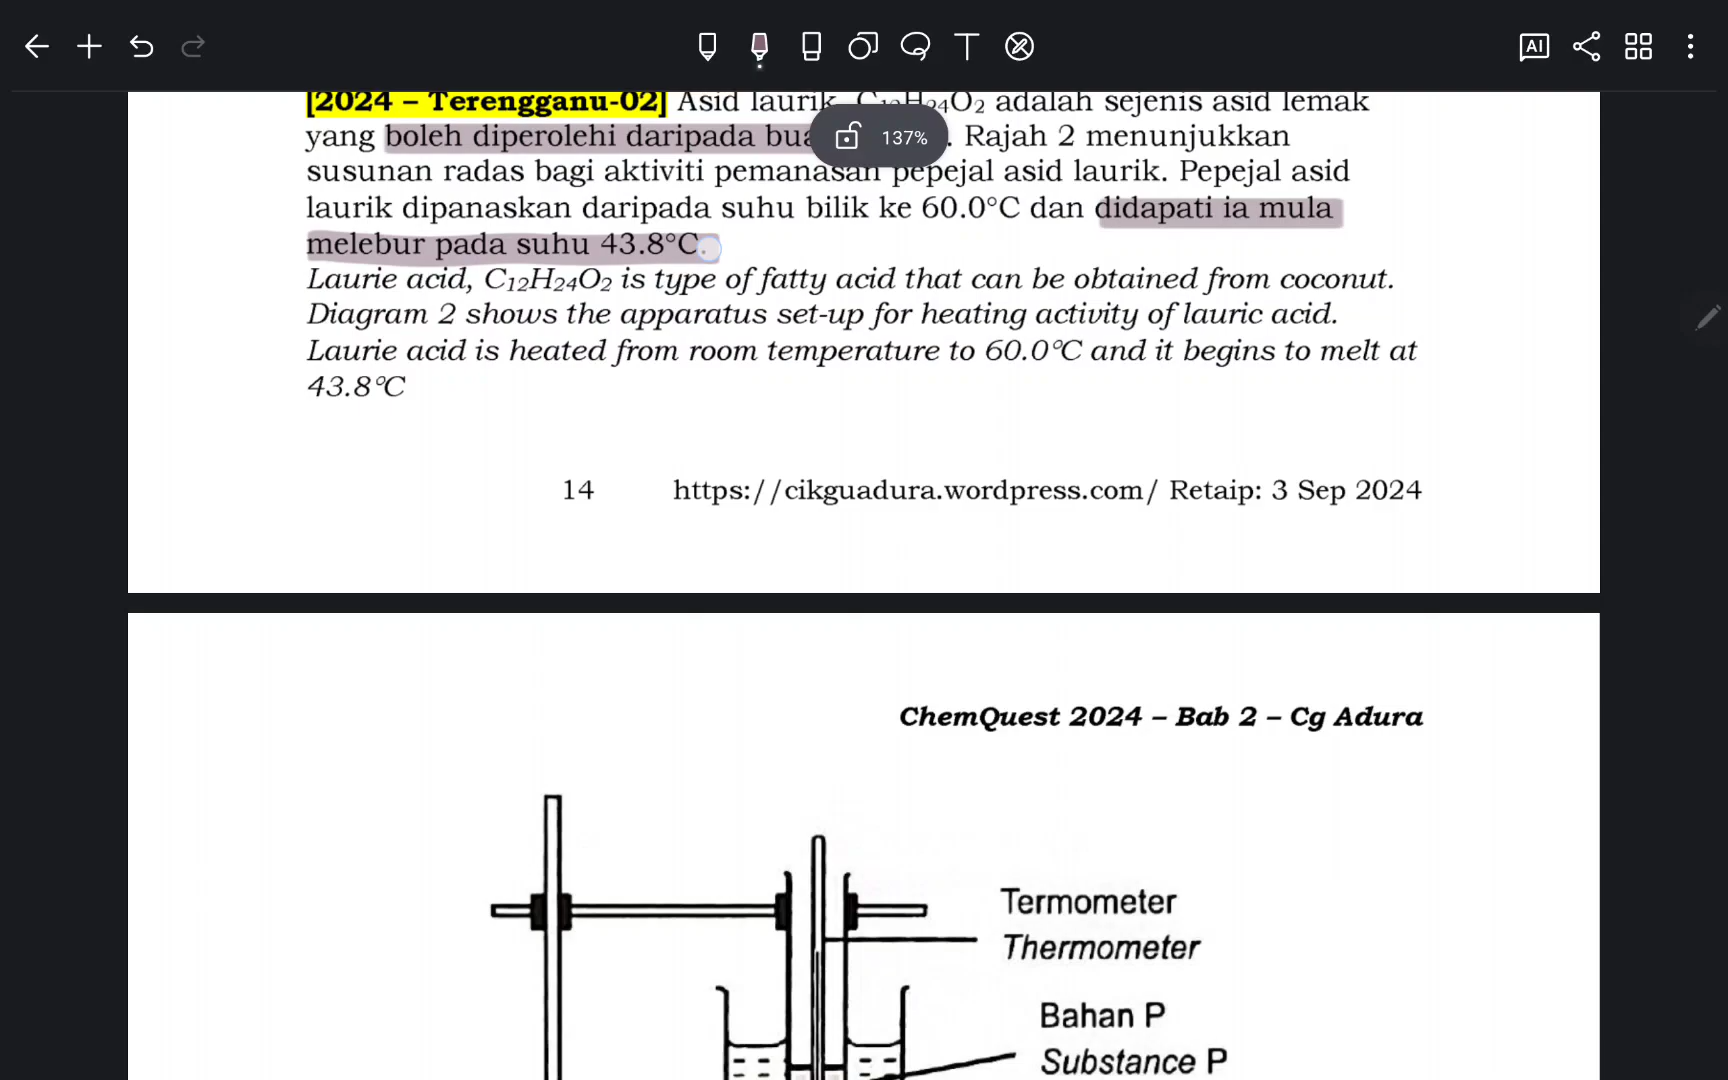 AI
[2024 – Terengganu-02] Asid laurik, C₁₂H₂₄O₂ adalah sejenis asid lemak
yang boleh diperolehi daripada . Rajah 2 menunjukkan
137%
susunan radas bagi aktiviti pemanasan pepejal asid laurik. Pepejal asid
laurik dipanaskan daripada suhu bilik ke 60.0°C dan didapati ia mula
melebur pada suhu 43.8°C.
Laurie acid, C₁₂H₂₄O₂ is type of fatty acid that can be obtained from coconut.
Diagram 2 shows the apparatus set-up for heating activity of lauric acid.
Laurie acid is heated from room temperature to 60.0°C and it begins to melt at
43.8°C
14 https://cikguadura.wordpress.com/ Retaip: 3 Sep 2024
ChemQuest 2024 – Bab 2 – Cg Adura
Termometer
Thermometer
Bahan P
Substance P